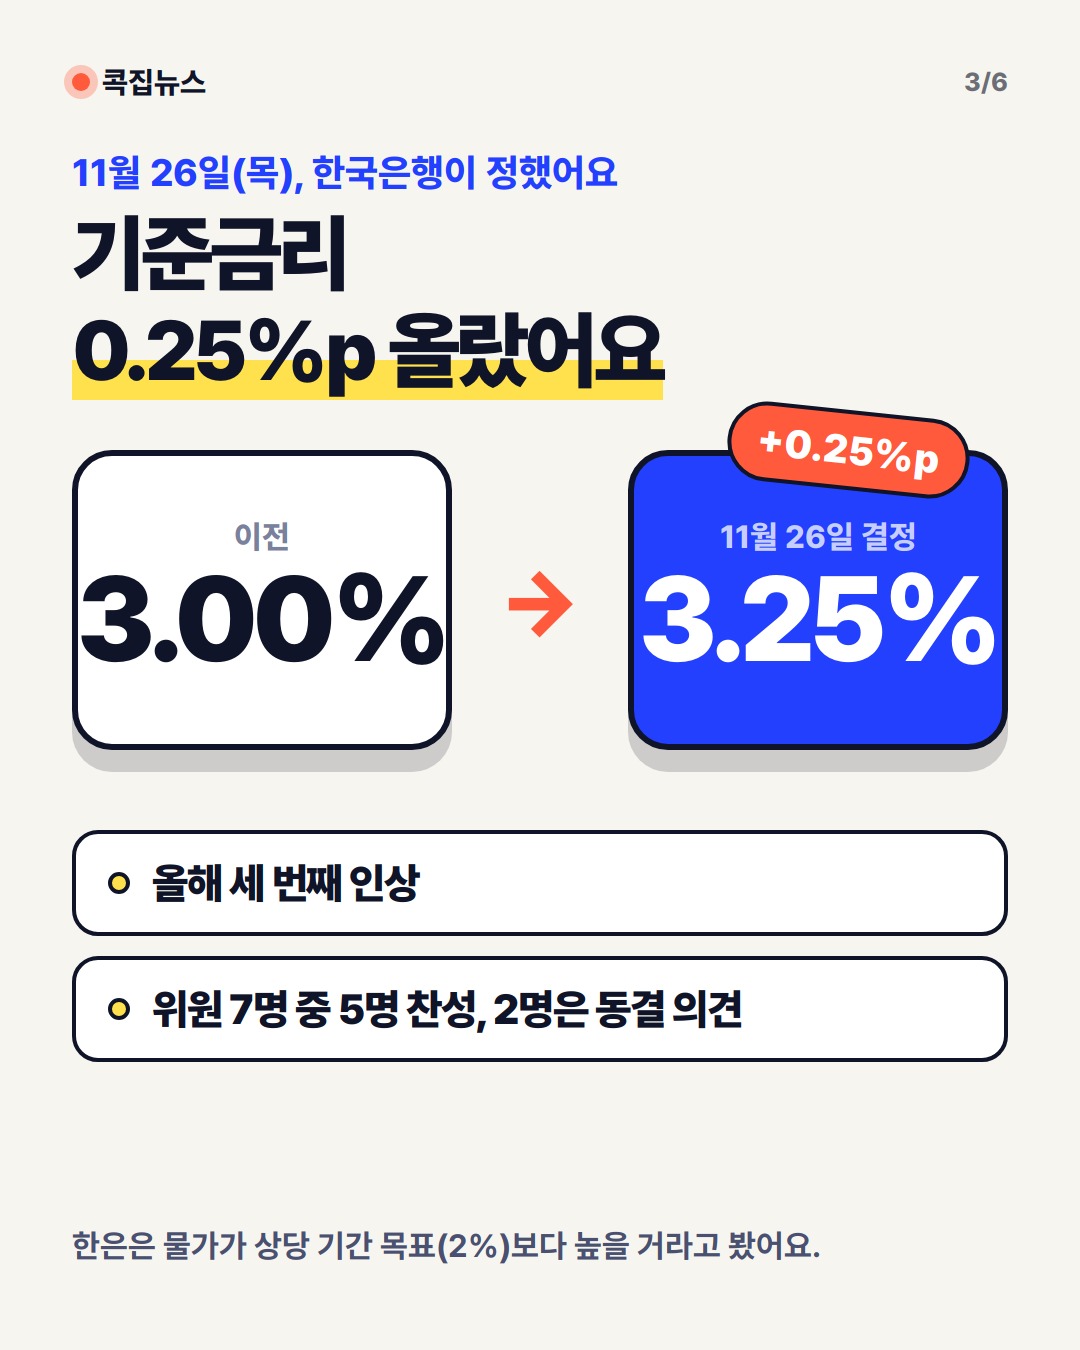 콕집뉴스
3/6
11월 26일(목), 한국은행이 정했어요
기준금리
0.25%p 올랐어요
+0.25%p
이전
3.00%
11월 26일 결정
3.25%
올해 세 번째 인상
위원 7명 중 5명 찬성, 2명은 동결 의견
한은은 물가가 상당 기간 목표(2%)보다 높을 거라고 봤어요.